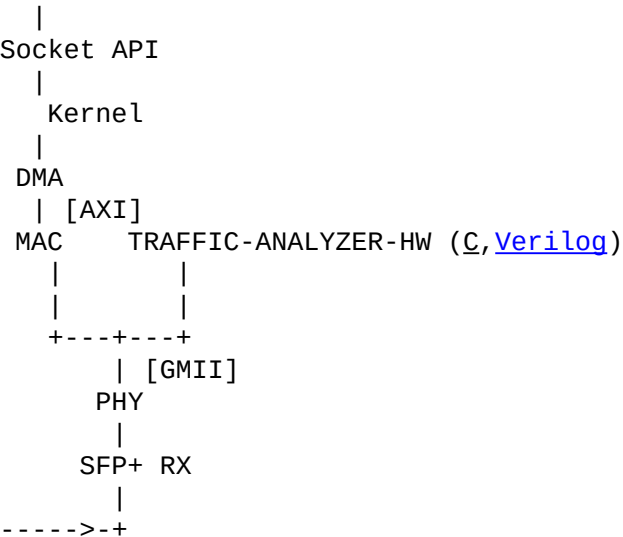 |
Socket API
|
Kernel
|
DMA
| [AXI]
MAC TRAFFIC-ANALYZER-HW (C,Verilog)
| |
| |
+---+---+
| [GMII]
PHY
|
SFP+ RX
|
----->-+